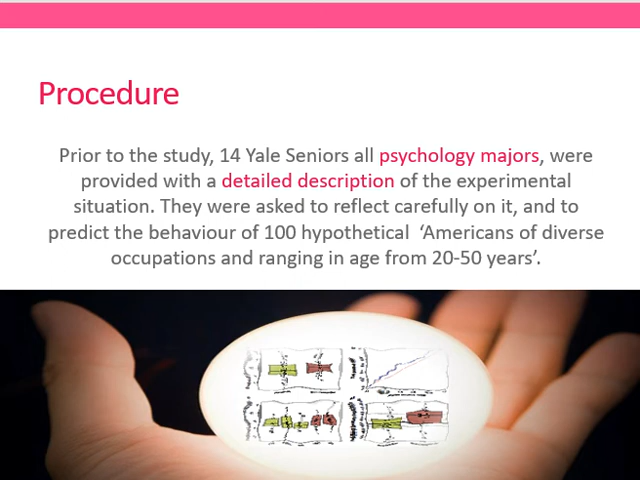 Procedure
Prior to the study, 14 Yale Seniors all psychology majors, were
provided with a detailed description of the experimental
situation. They were asked to reflect carefully on it, and to
predict the behaviour of 100 hypothetical  ‘Americans of diverse
occupations and ranging in age from 20-50 years’.